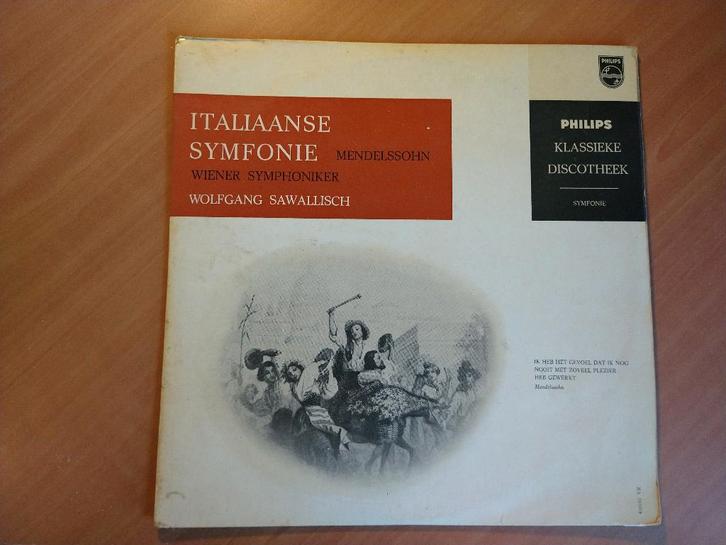 PHILIPS
ITALIAANSE
SYMFONIE MENDELSSOHN
WIENER SYMPHONIKER
WOLFGANG SAWALLISCH
PHILIPS
KLASSIEKE
DISCOTHEEK
SYMFONIE
IK HEB HET GEVOEL DAT IK NOG
NOOIT MET ZOVEEL PLEZIER
HEB GEWERKT
Mendelssohn